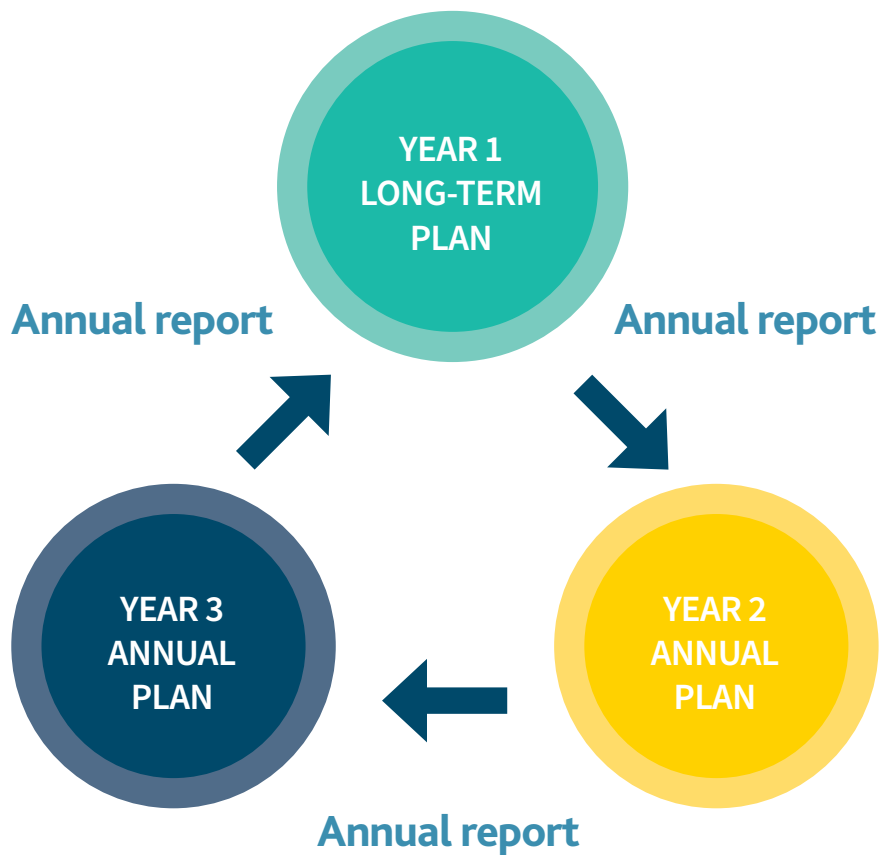 YEAR 1
LONG-TERM
PLAN
Annual report
Annual report
YEAR 3
ANNUAL
PLAN
YEAR 2
ANNUAL
PLAN
Annual report